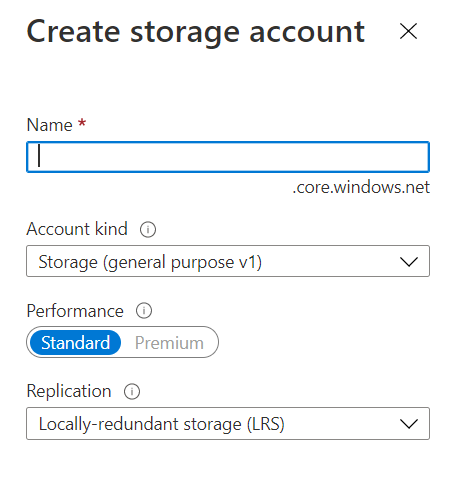 Create storage account
Name *
.core.windows.net
Account kind
Storage (general purpose v1)
Performance
Standard Premium
Replication
Locally-redundant storage (LRS)